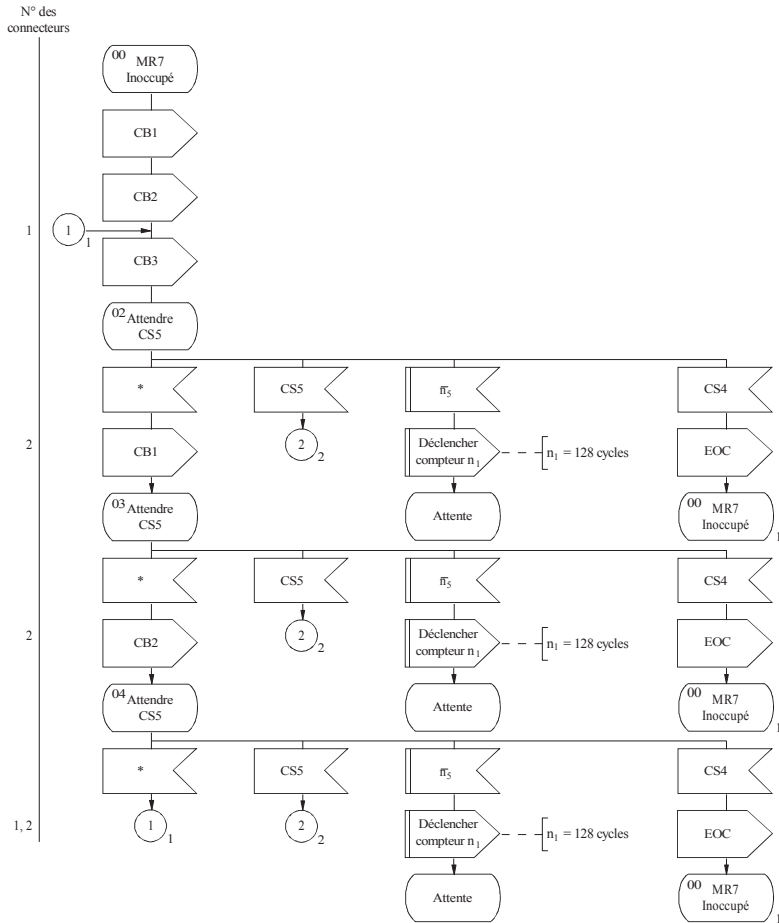 N° des
connecteurs
00 MR7
Inoccupé
CB1
CB2
1
1 1
CB3
02 Attendre
CS5
* CS5 n̅5 CS4
2
CB1
2 2
Déclencher
compteur n1
n1 = 128 cycles
EOC
03 Attendre
CS5
Attente
00 MR7
Inoccupé 1
* CS5 n̅5 CS4
2
CB2
2 2
Déclencher
compteur n1
n1 = 128 cycles
EOC
04 Attendre
CS5
Attente
00 MR7
Inoccupé 1
* CS5 n̅5 CS4
1, 2
1 1
2 2
Déclencher
compteur n1
n1 = 128 cycles
EOC
Attente
00 MR7
Inoccupé 1